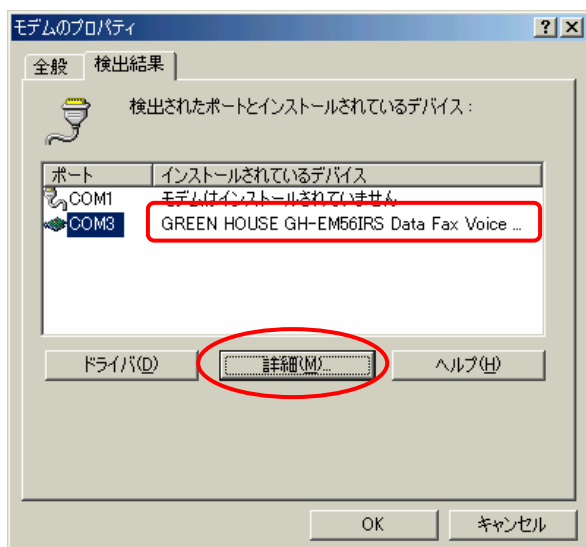 モデムのプロパティ
全般 検出結果
検出されたポートとインストールされているデバイス：
ポート インストールされているデバイス
COM1 モデムはインストールされていません
COM3 GREEN HOUSE GH-EM56IRS Data Fax Voice ...
ドライバ(D) 詳細(M)... ヘルプ(H)
OK キャンセル